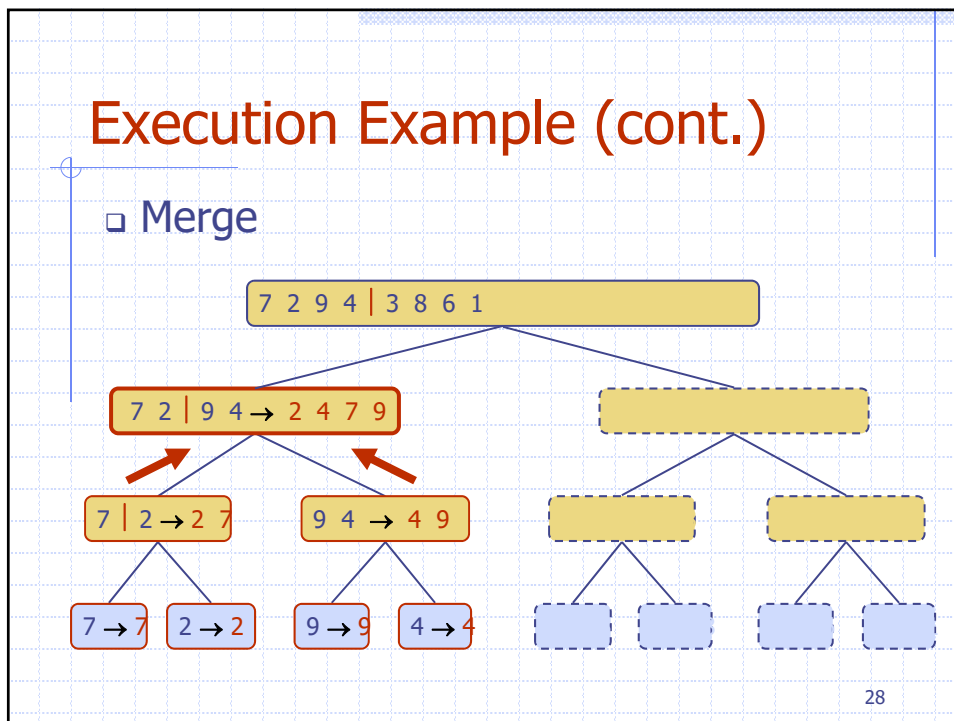 Execution Example (cont.)
❑ Merge
7 2 9 4 | 3 8 6 1
7 2 | 9 4 → 2 4 7 9
7 | 2 → 2 7
9 4 → 4 9
7 → 7
2 → 2
9 → 9
4 → 4
28